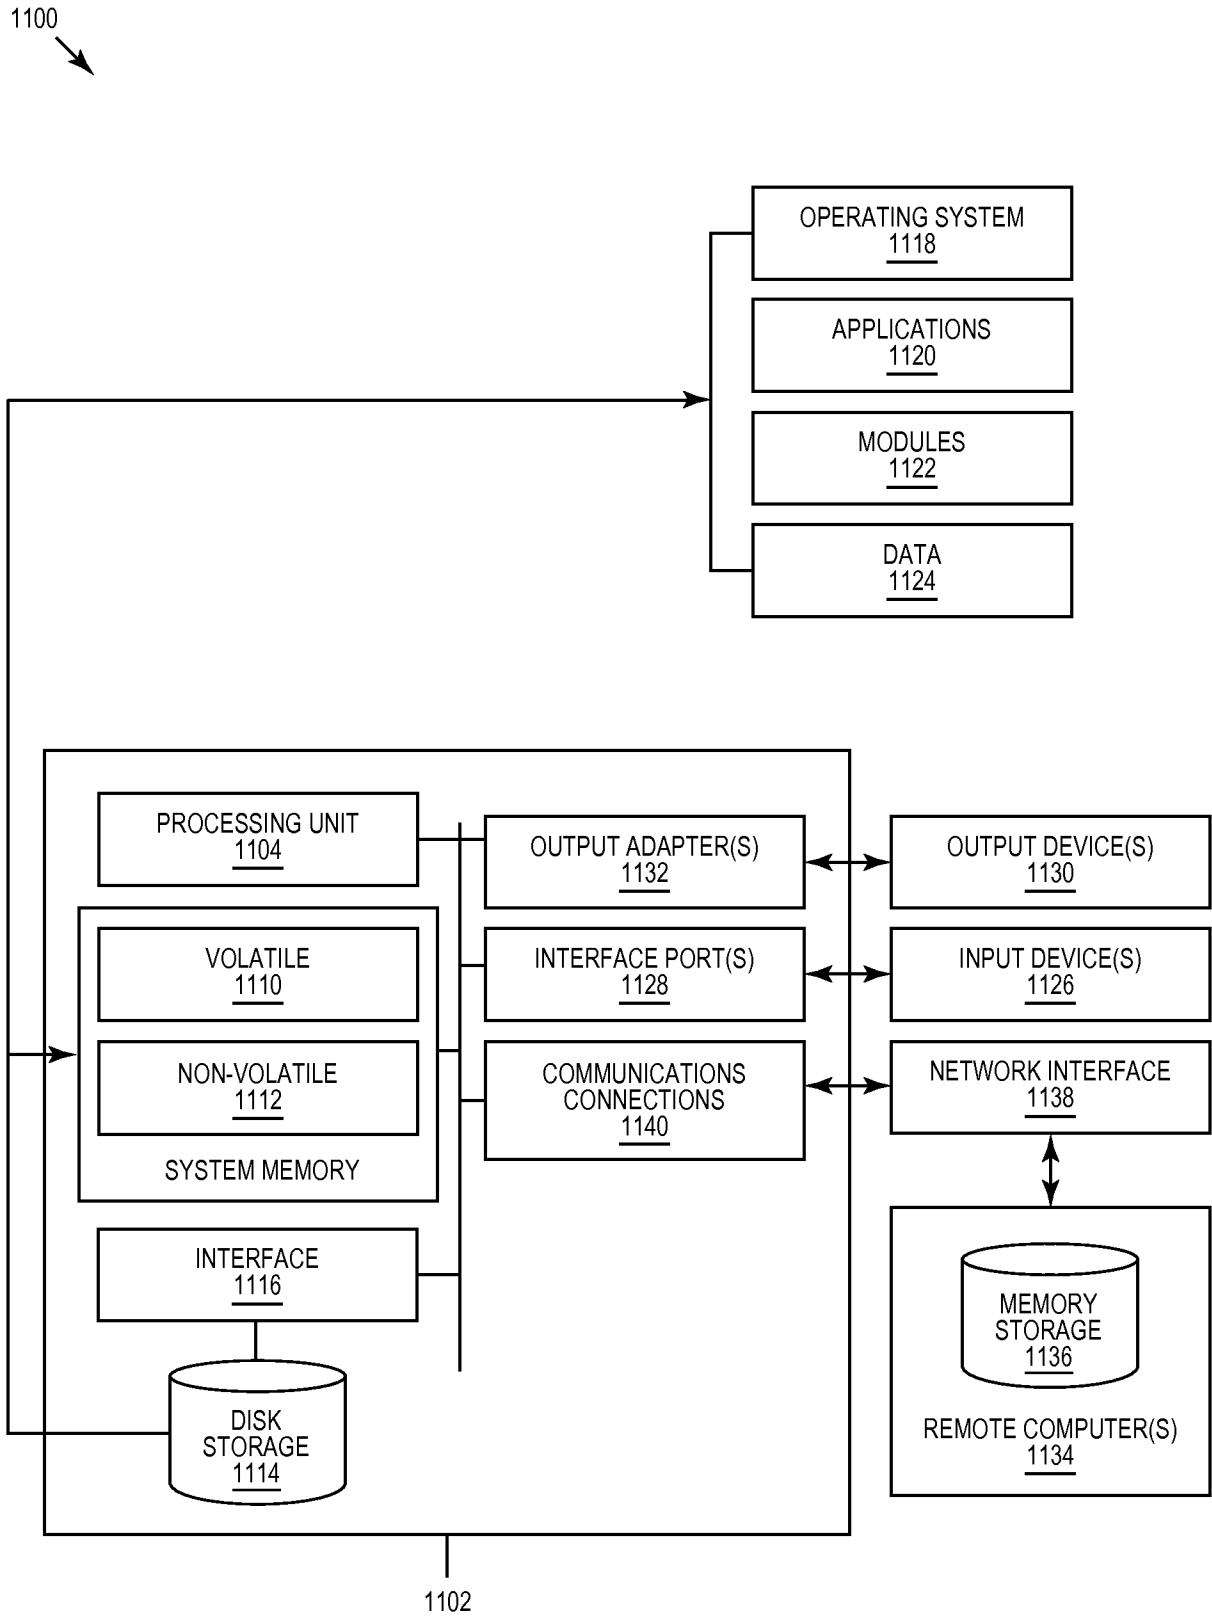 1100
OPERATING SYSTEM
1118
APPLICATIONS
1120
MODULES
1122
DATA
1124
PROCESSING UNIT
1104
VOLATILE
1110
NON-VOLATILE
1112
SYSTEM MEMORY
INTERFACE
1116
DISK
STORAGE
1114
OUTPUT ADAPTER(S)
1132
INTERFACE PORT(S)
1128
COMMUNICATIONS
CONNECTIONS
1140
OUTPUT DEVICE(S)
1130
INPUT DEVICE(S)
1126
NETWORK INTERFACE
1138
MEMORY
STORAGE
1136
REMOTE COMPUTER(S)
1134
1102